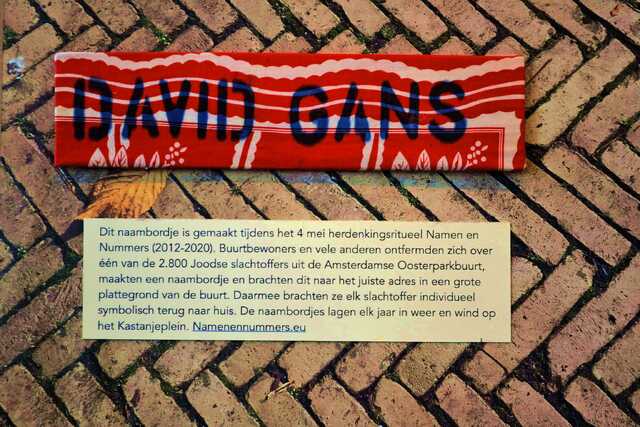 DAVID GANS
Dit naambordje is gemaakt tijdens het 4 mei herdenkingsritueel Namen en
Nummers (2012-2020). Buurtbewoners en vele anderen ontfermden zich over
één van de 2.800 Joodse slachtoffers uit de Amsterdamse Oosterparkbuurt,
maakten een naambordje en brachten dit naar het juiste adres in een grote
plattegrond van de buurt. Daarmee brachten ze elk slachtoffer individueel
symbolisch terug naar huis. De naambordjes lagen elk jaar in weer en wind op
het Kastanjeplein. Namenennummers.eu